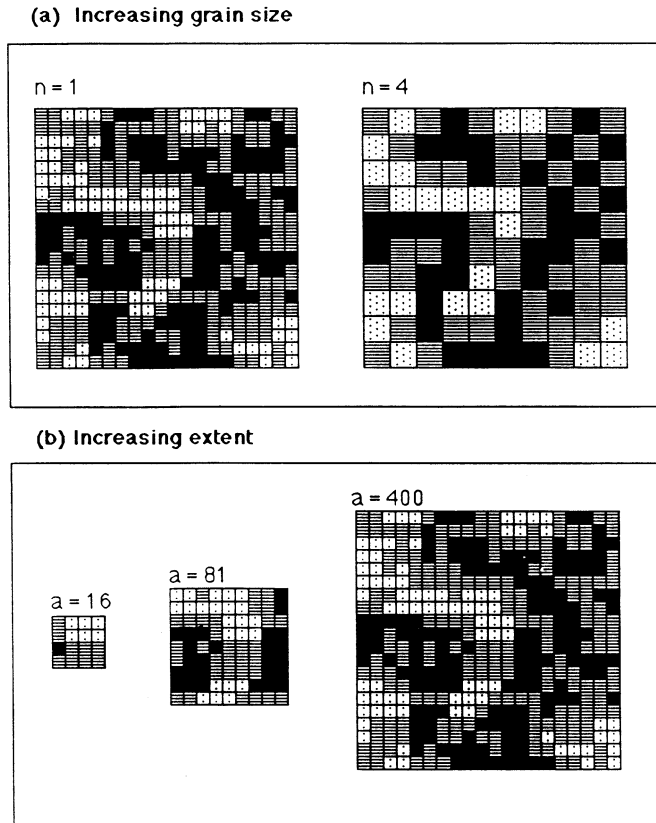 (a) Increasing grain size
n = 1
n = 4
(b) Increasing extent
a = 400
a = 81
a = 16